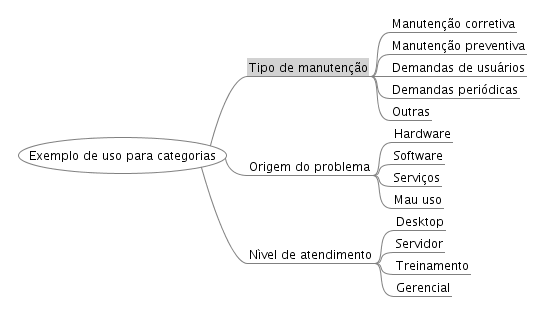 Exemplo de uso para categorias
Tipo de manutenção
Manutenção corretiva
Manutenção preventiva
Demandas de usuários
Demandas periódicas
Outras
Origem do problema
Hardware
Software
Serviços
Mau uso
Nìvel de atendimento
Desktop
Servidor
Treinamento
Gerencial